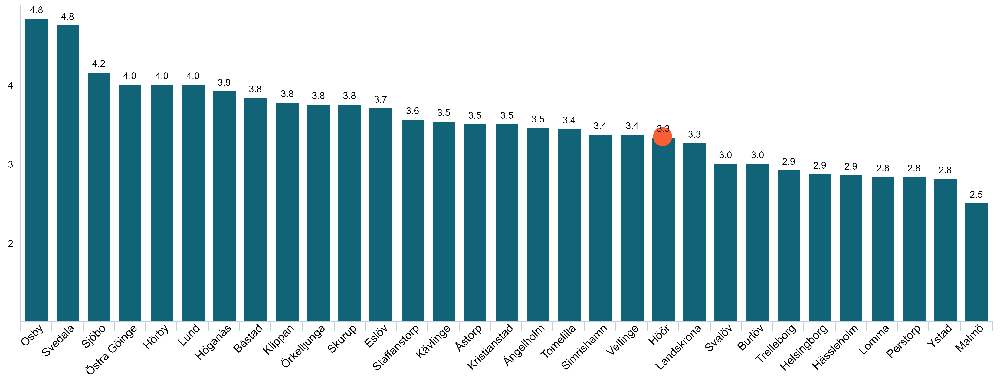 4.8 4.8 4.2 4.0 4.0 4.0 3.9 3.8 3.8 3.8 3.8 3.7 3.6 3.5 3.5 3.5 3.5 3.4 3.4 3.4 3.3 3.3 3.0 3.0 2.9 2.9 2.9 2.8 2.8 2.8 2.5
4
3
2
Osby
Svedala
Sjöbo
Östra Göinge
Hörby
Lund
Höganäs
Båstad
Klippan
Örkelljunga
Skurup
Eslöv
Staffanstorp
Kävlinge
Åstorp
Kristianstad
Ängelholm
Tomelilla
Simrishamn
Vellinge
Höör
Landskrona
Svalöv
Burlöv
Trelleborg
Helsingborg
Hässleholm
Lomma
Perstorp
Ystad
Malmö